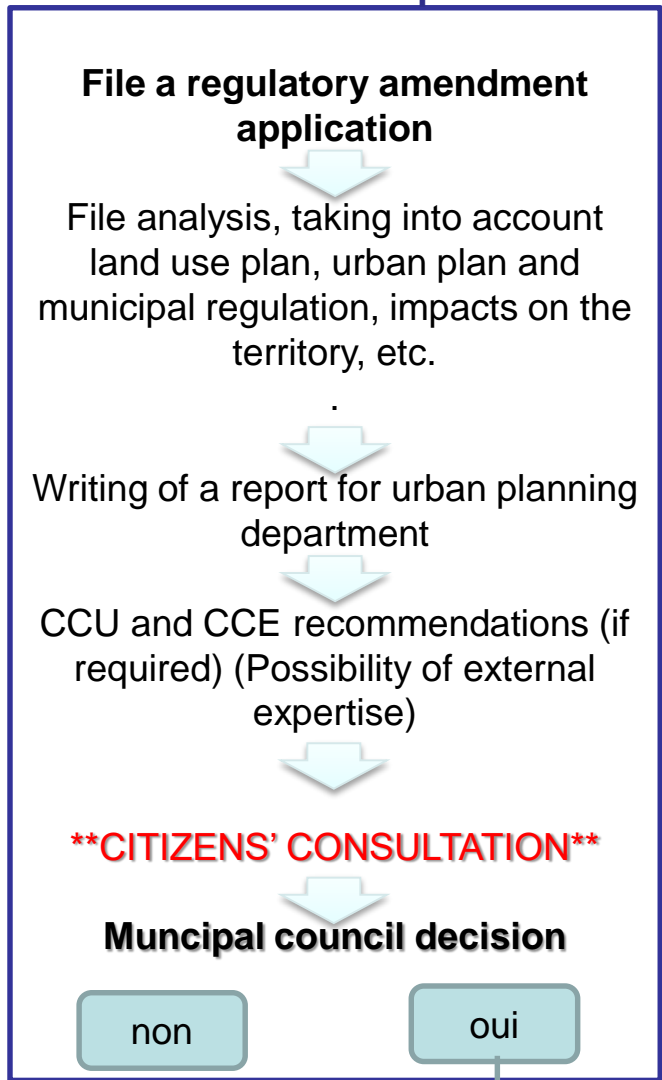 File a regulatory amendment
application
File analysis, taking into account
land use plan, urban plan and
municipal regulation, impacts on the
territory, etc.
.
Writing of a report for urban planning
department
CCU and CCE recommendations (if
required) (Possibility of external
expertise)
**CITIZENS’ CONSULTATION**
Muncipal council decision
non
oui